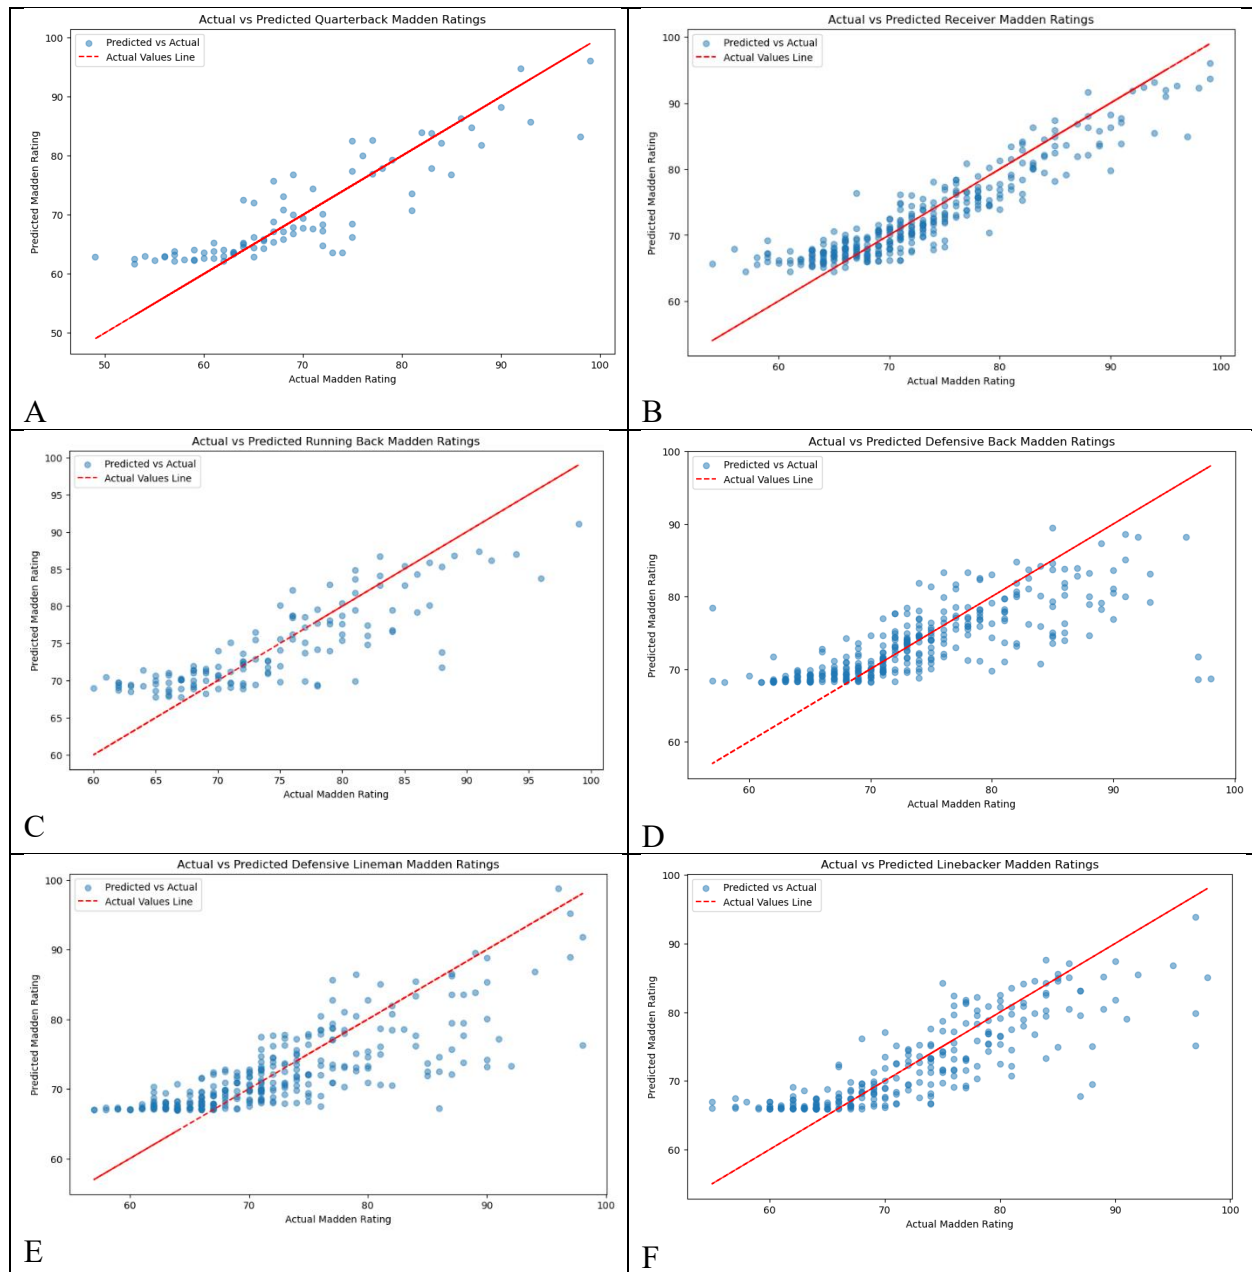 Actual vs Predicted Quarterback Madden Ratings
Predicted vs Actual
Actual Values Line
100
90
80
70
60
50
Predicted Madden Rating
50
60
70
80
90
100
Actual Madden Rating
A
Actual vs Predicted Receiver Madden Ratings
Predicted vs Actual
Actual Values Line
100
90
80
70
60
Predicted Madden Rating
60
70
80
90
100
Actual Madden Rating
B
Actual vs Predicted Running Back Madden Ratings
Predicted vs Actual
Actual Values Line
100
95
90
85
80
75
70
65
60
Predicted Madden Rating
60
65
70
75
80
85
90
95
100
Actual Madden Rating
C
Actual vs Predicted Defensive Back Madden Ratings
Predicted vs Actual
Actual Values Line
100
90
80
70
60
Predicted Madden Rating
60
70
80
90
100
Actual Madden Rating
D
Actual vs Predicted Defensive Lineman Madden Ratings
Predicted vs Actual
Actual Values Line
100
90
80
70
60
Predicted Madden Rating
60
70
80
90
100
Actual Madden Rating
E
Actual vs Predicted Linebacker Madden Ratings
Predicted vs Actual
Actual Values Line
100
90
80
70
60
Predicted Madden Rating
60
70
80
90
100
Actual Madden Rating
F